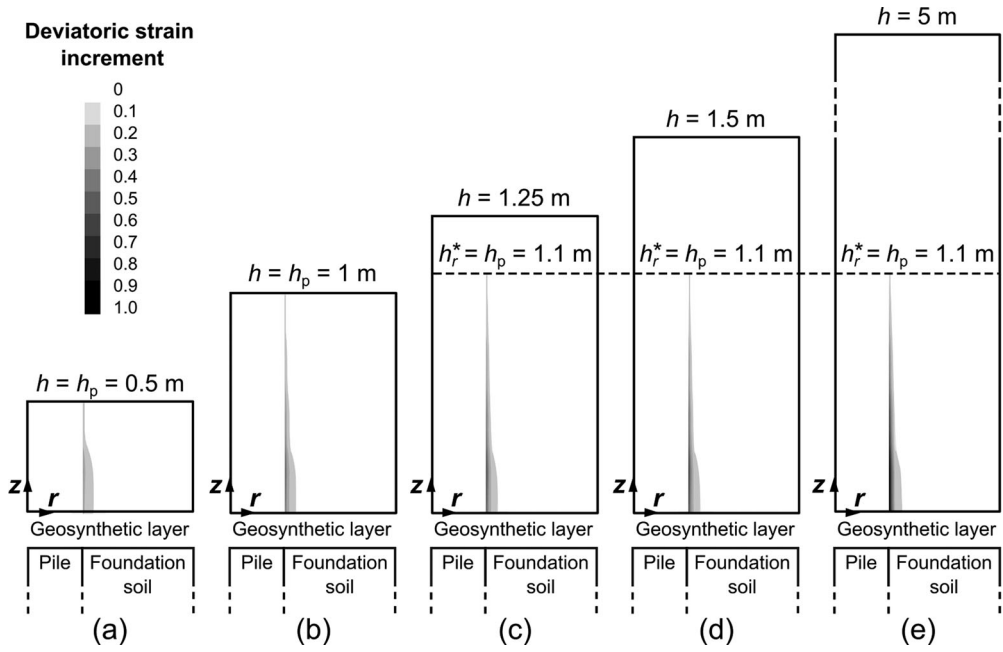 Deviatoric strain
increment
0
0.1
0.2
0.3
0.4
0.5
0.6
0.7
0.8
0.9
1.0
h = hₚ = 0.5 m
z
r
Geosynthetic layer
Pile
Foundation
soil
(a)
h = hₚ = 1 m
z
r
Geosynthetic layer
Pile
Foundation
soil
(b)
h = 1.25 m
hᵣ* = hₚ = 1.1 m
z
r
Geosynthetic layer
Pile
Foundation
soil
(c)
h = 1.5 m
hᵣ* = hₚ = 1.1 m
z
r
Geosynthetic layer
Pile
Foundation
soil
(d)
h = 5 m
hᵣ* = hₚ = 1.1 m
z
r
Geosynthetic layer
Pile
Foundation
soil
(e)